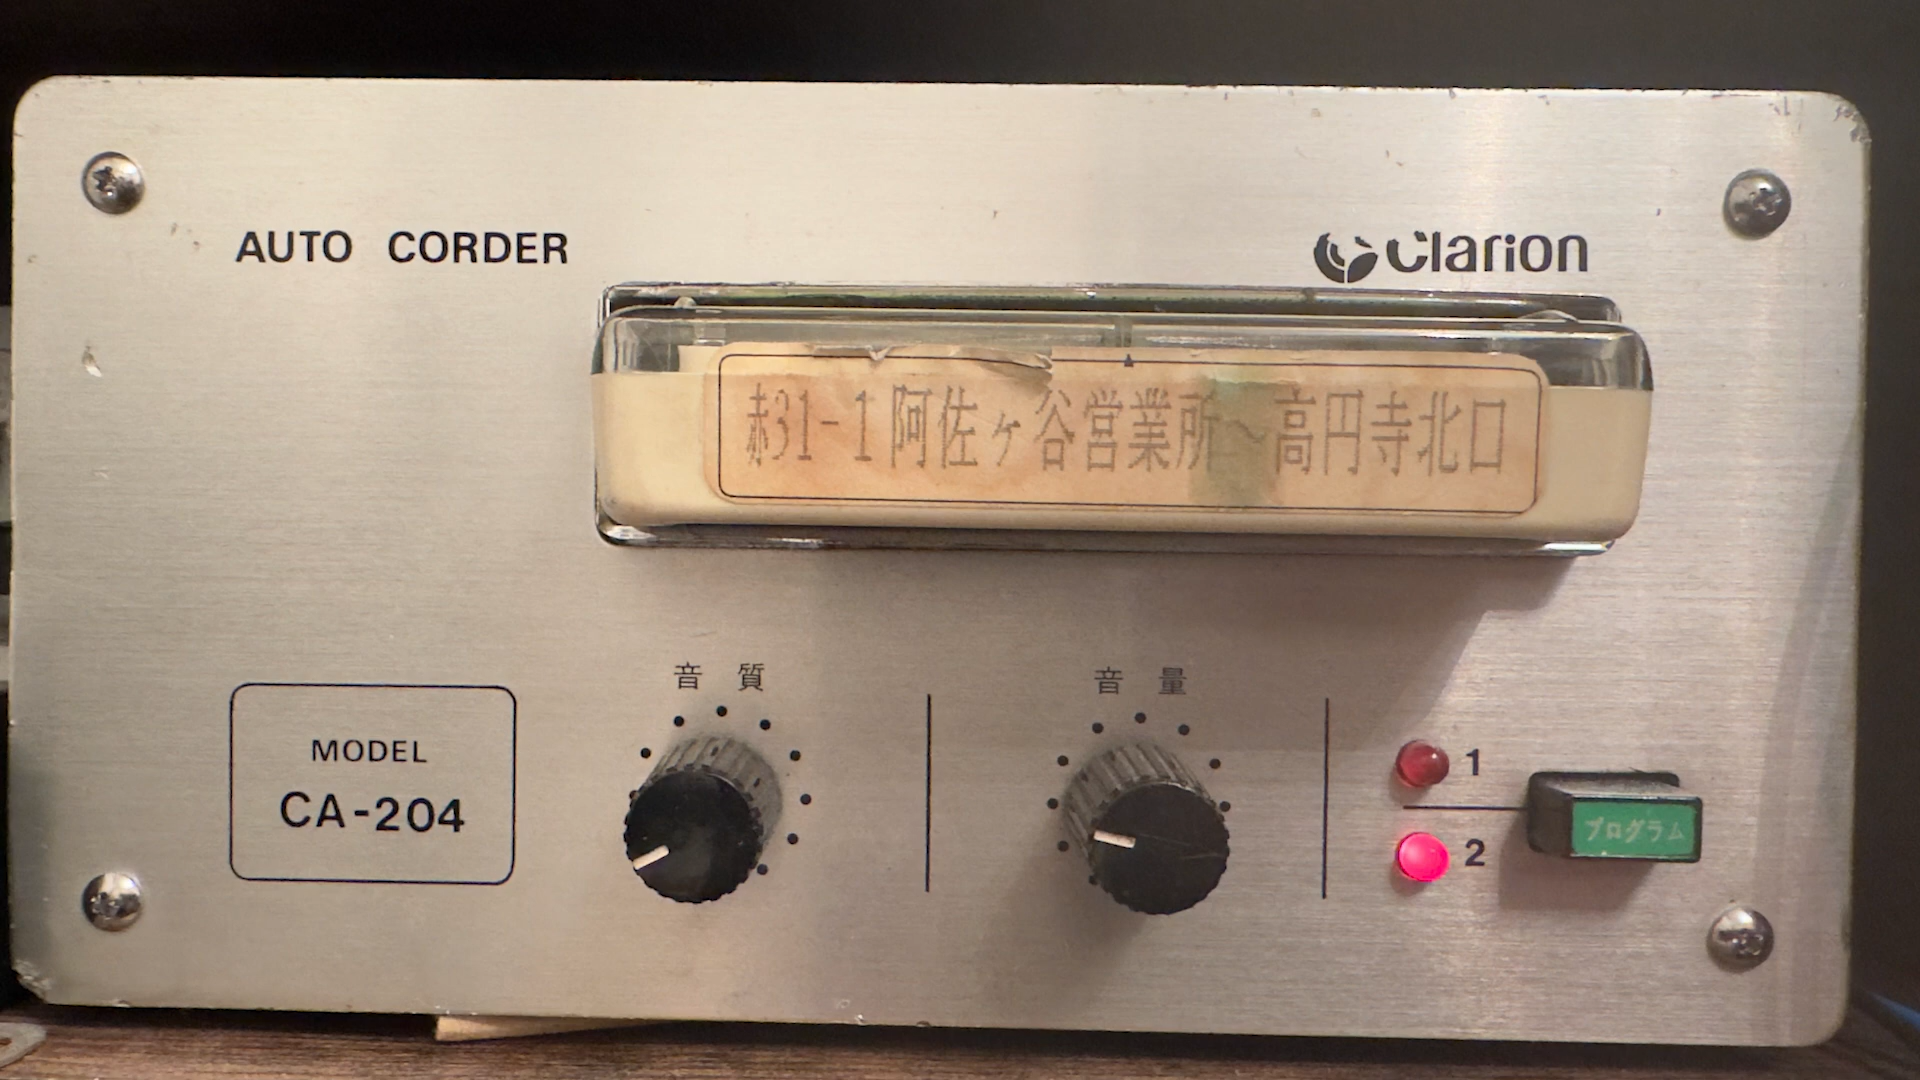 AUTO CORDER
Clarion
赤31-1阿佐ヶ谷営業所～高円寺北口
音質
音量
MODEL
CA-204
1
2
プログラム